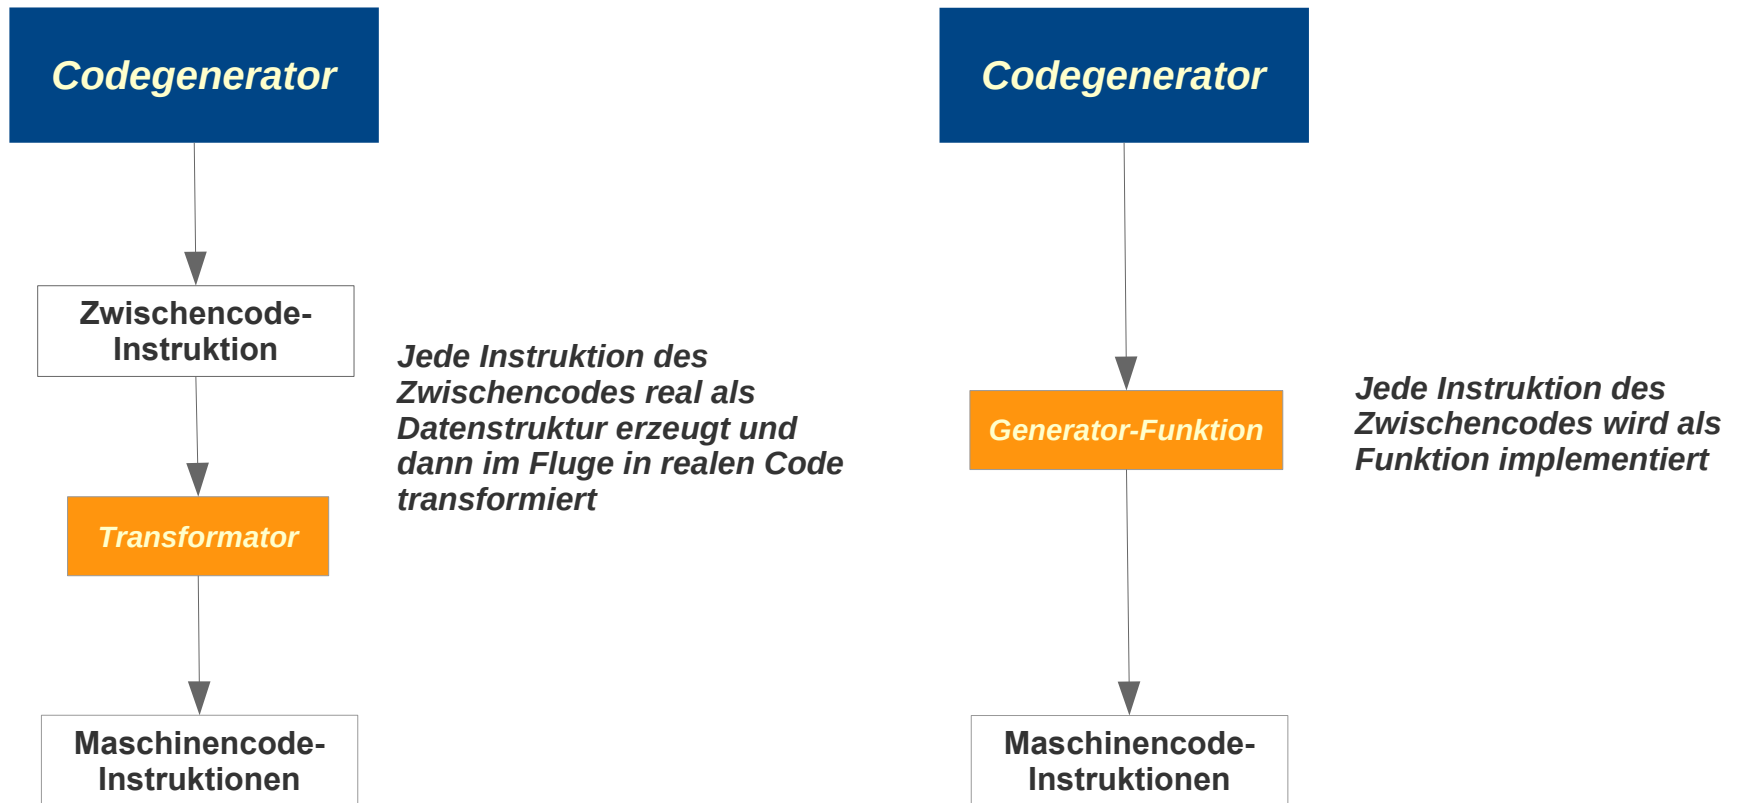 Codegenerator
Zwischencode-
Instruktion
Jede Instruktion des
Zwischencodes real als
Datenstruktur erzeugt und
dann im Fluge in realen Code
transformiert
Transformator
Maschinencode-
Instruktionen
Codegenerator
Generator-Funktion
Jede Instruktion des
Zwischencodes wird als
Funktion implementiert
Maschinencode-
Instruktionen